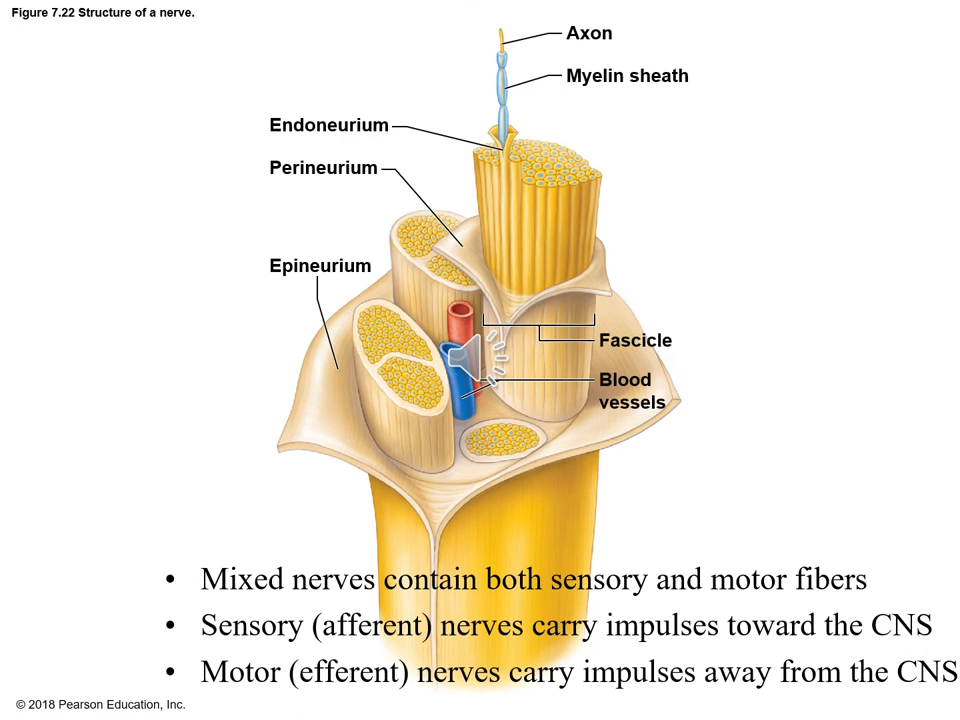 Figure 7.22 Structure of a nerve.
Axon
Myelin sheath
Endoneurium
Perineurium
Epineurium
Fascicle
Blood
vessels
• Mixed nerves contain both sensory and motor fibers
• Sensory (afferent) nerves carry impulses toward the CNS
• Motor (efferent) nerves carry impulses away from the CNS
© 2018 Pearson Education, Inc.